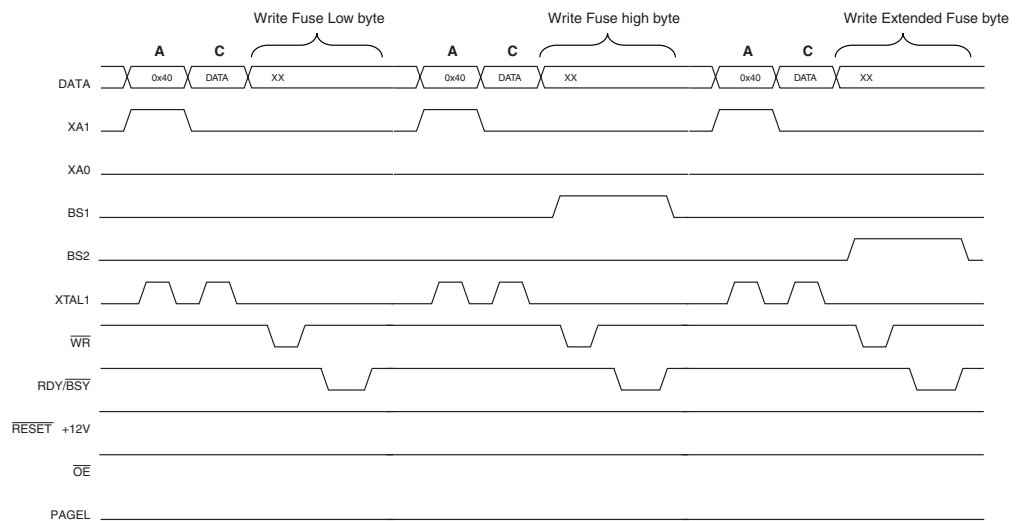 Write Fuse Low byte Write Fuse high byte Write Extended Fuse byte
A C A C A C
DATA 0x40 DATA XX 0x40 DATA XX 0x40 DATA XX
XA1
XA0
BS1
BS2
XTAL1
WR
RDY/BSY
RESET +12V
OE
PAGEL